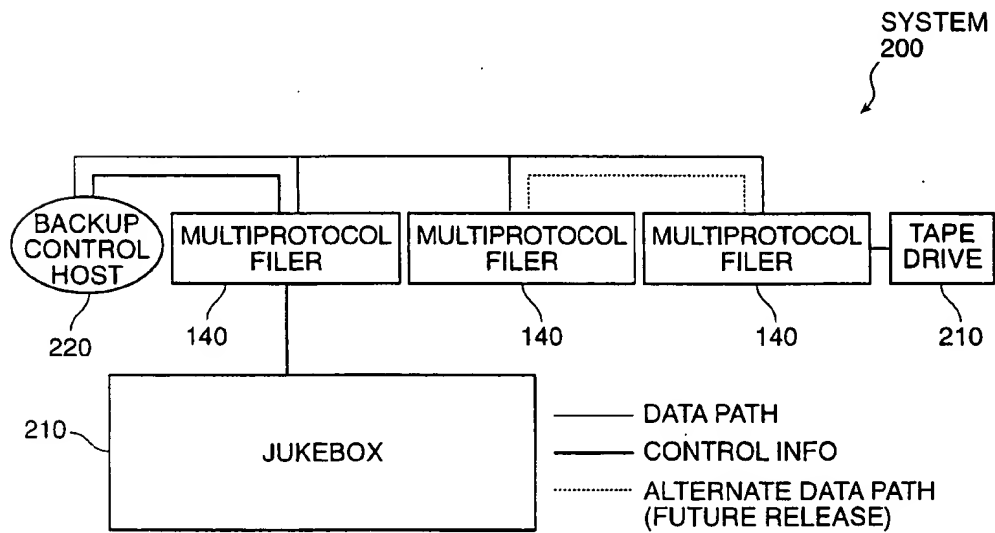 SYSTEM
200
BACKUP
CONTROL
HOST
MULTIPROTOCOL
FILER
MULTIPROTOCOL
FILER
MULTIPROTOCOL
FILER
TAPE
DRIVE
220
140
140
140
210
210
JUKEBOX
DATA PATH
CONTROL INFO
ALTERNATE DATA PATH
(FUTURE RELEASE)